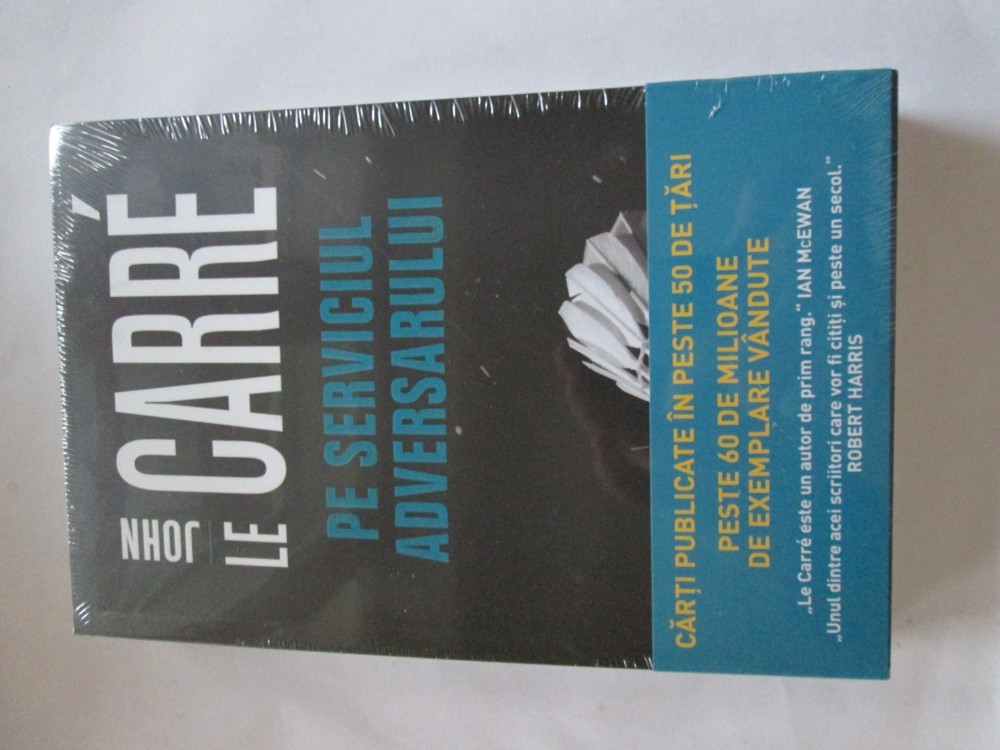 JOHN
LE CARRÉ
PE SERVICIUL
ADVERSARULUI
CĂRȚI PUBLICATE ÎN PESTE 50 DE ȚĂRI
PESTE 60 DE MILIOANE
DE EXEMPLARE VÂNDUTE
„Le Carré este un autor de prim rang.” IAN McEWAN
„Unul dintre acei scriitori care vor fi citiți și peste un secol.”
ROBERT HARRIS